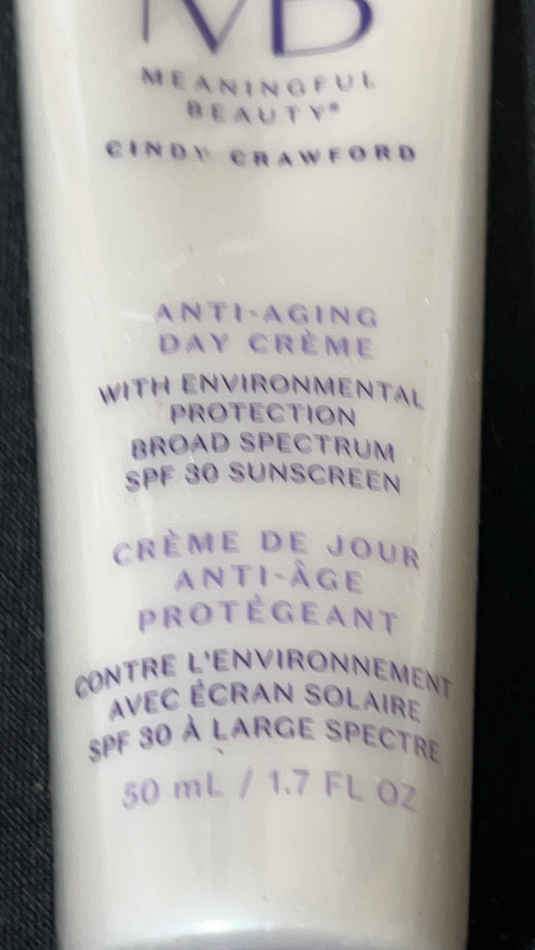 MB
MEANINGFUL
BEAUTY®
CINDY CRAWFORD
ANTI-AGING
DAY CRÈME
WITH ENVIRONMENTAL
PROTECTION
BROAD SPECTRUM
SPF 30 SUNSCREEN
CRÈME DE JOUR
ANTI-ÂGE
PROTÉGEANT
CONTRE L'ENVIRONNEMENT
AVEC ÉCRAN SOLAIRE
SPF 30 À LARGE SPECTRE
50 mL / 1.7 FL OZ